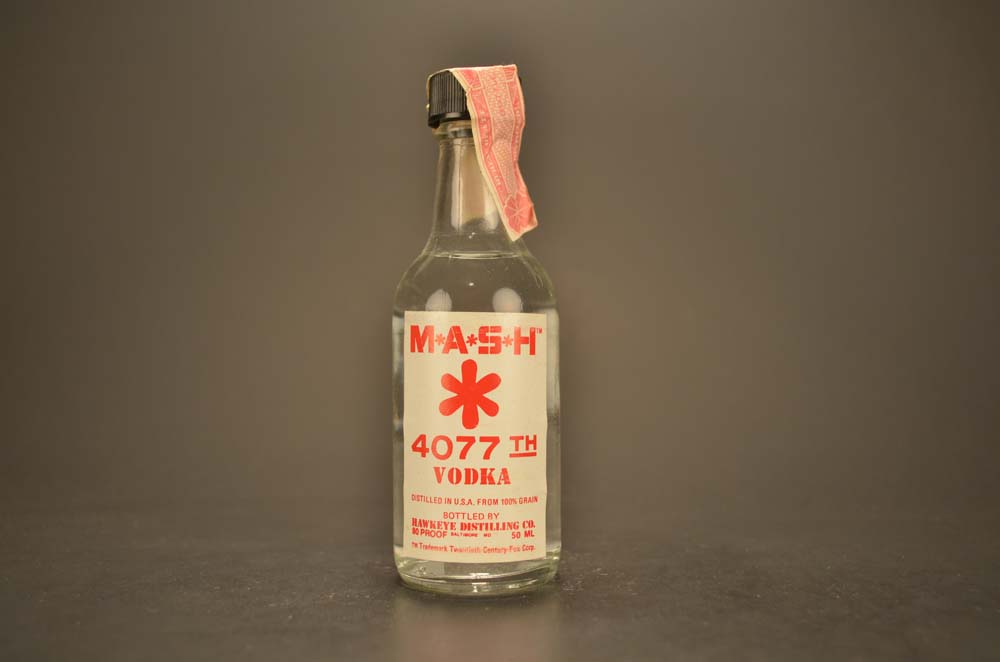 M*A*S*H™
4077 TH
VODKA
DISTILLED IN U.S.A. FROM 100% GRAIN
BOTTLED BY
HAWKEYE DISTILLING CO.
80 PROOF BALTIMORE MD 50 ML
TM Trademark Twentieth Century-Fox Corp.